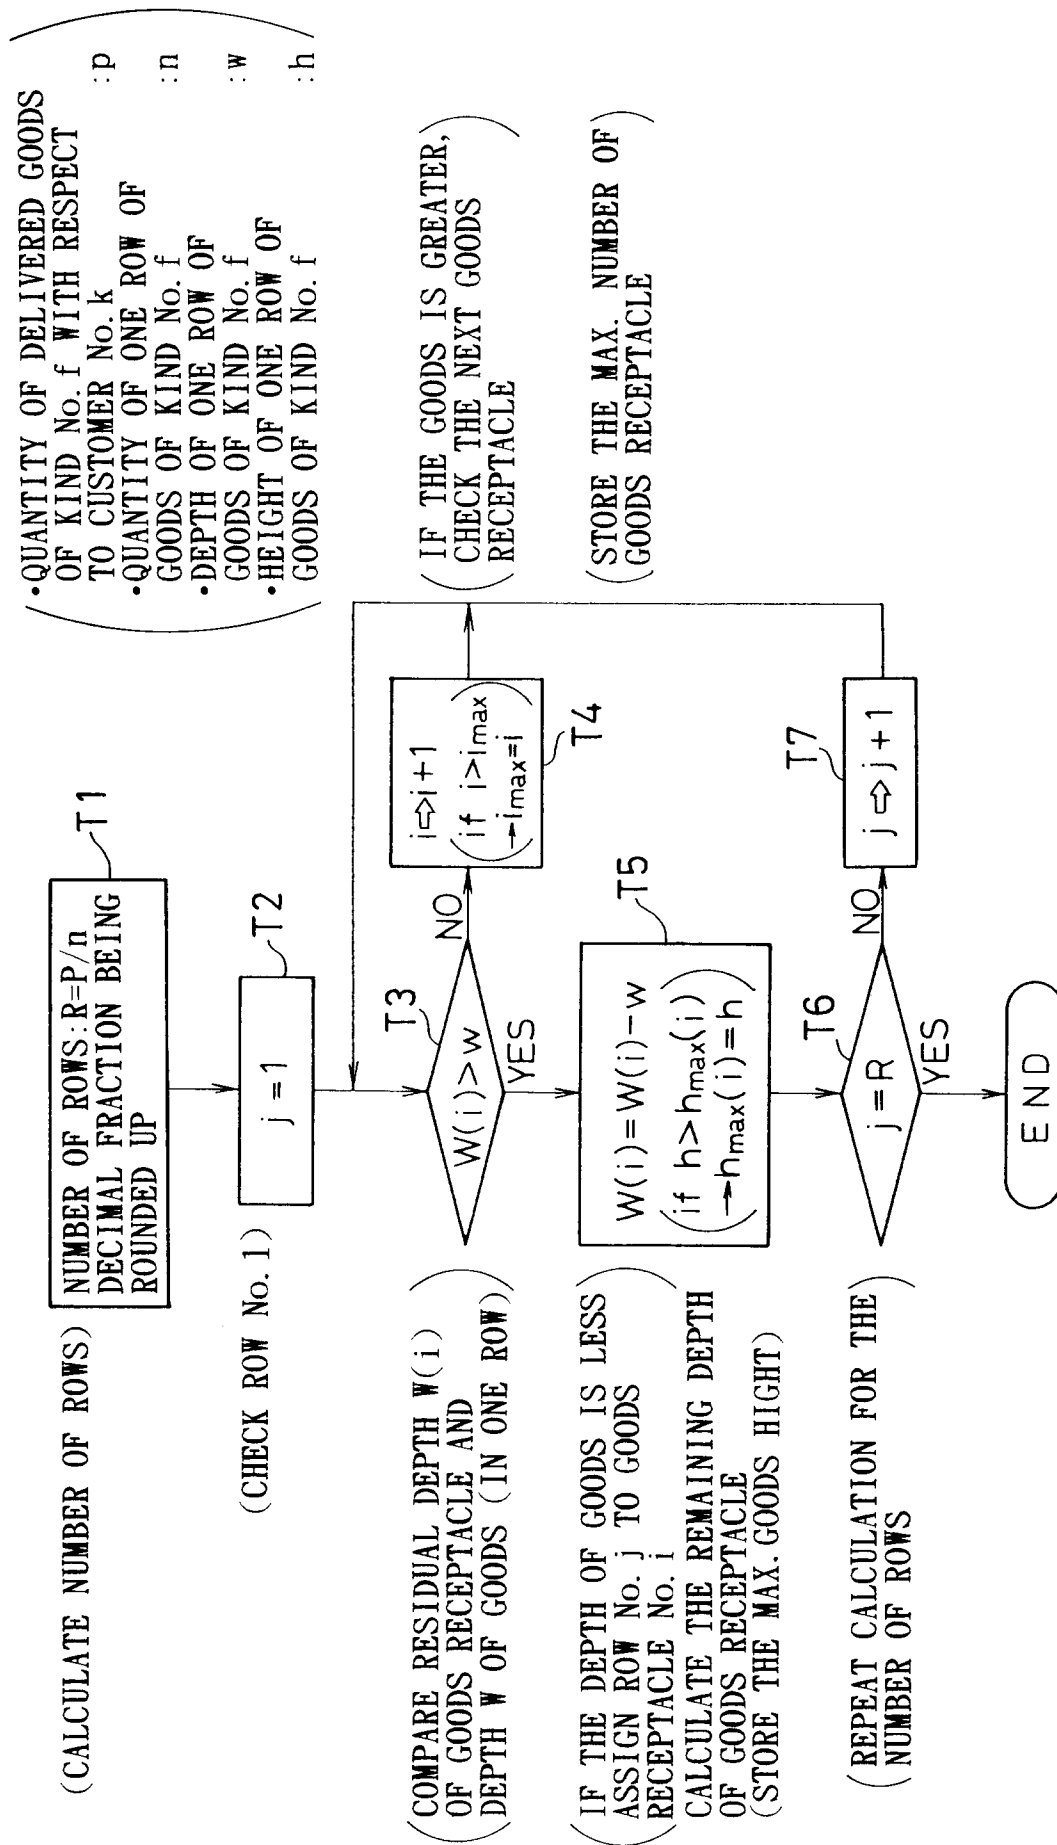 •QUANTITY OF DELIVERED GOODS
OF KIND No.f WITH RESPECT
TO CUSTOMER No.k :p
•QUANTITY OF ONE ROW OF
GOODS OF KIND No.f :n
•DEPTH OF ONE ROW OF
GOODS OF KIND No.f :w
•HEIGHT OF ONE ROW OF
GOODS OF KIND No.f :h
(CALCULATE NUMBER OF ROWS)
NUMBER OF ROWS:R=P/n
DECIMAL FRACTION BEING
ROUNDED UP
T1
(CHECK ROW No.1)
j=1
T2
(COMPARE RESIDUAL DEPTH W(i)
OF GOODS RECEPTACLE AND
DEPTH W OF GOODS (IN ONE ROW))
W(i)>w
T3
NO
YES
i⇨i+1
(if i>imax
→imax=i)
T4
(IF THE GOODS IS GREATER,
CHECK THE NEXT GOODS
RECEPTACLE)
(STORE THE MAX. NUMBER OF
GOODS RECEPTACLE)
(IF THE DEPTH OF GOODS IS LESS
ASSIGN ROW No.j TO GOODS
RECEPTACLE No.i)
CALCULATE THE REMAINING DEPTH
OF GOODS RECEPTACLE
(STORE THE MAX.GOODS HIGHT)
W(i)=W(i)-w
(if h>hmax(i)
→hmax(i)=h)
T5
(REPEAT CALCULATION FOR THE
NUMBER OF ROWS)
j=R
T6
NO
YES
j⇨j+1
T7
END